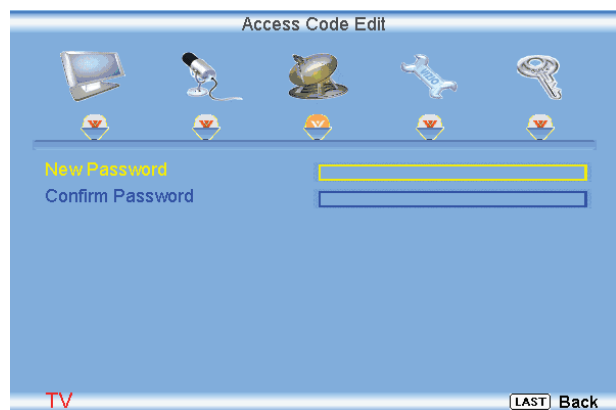 Access Code Edit
New Password
Confirm Password
TV
LAST Back